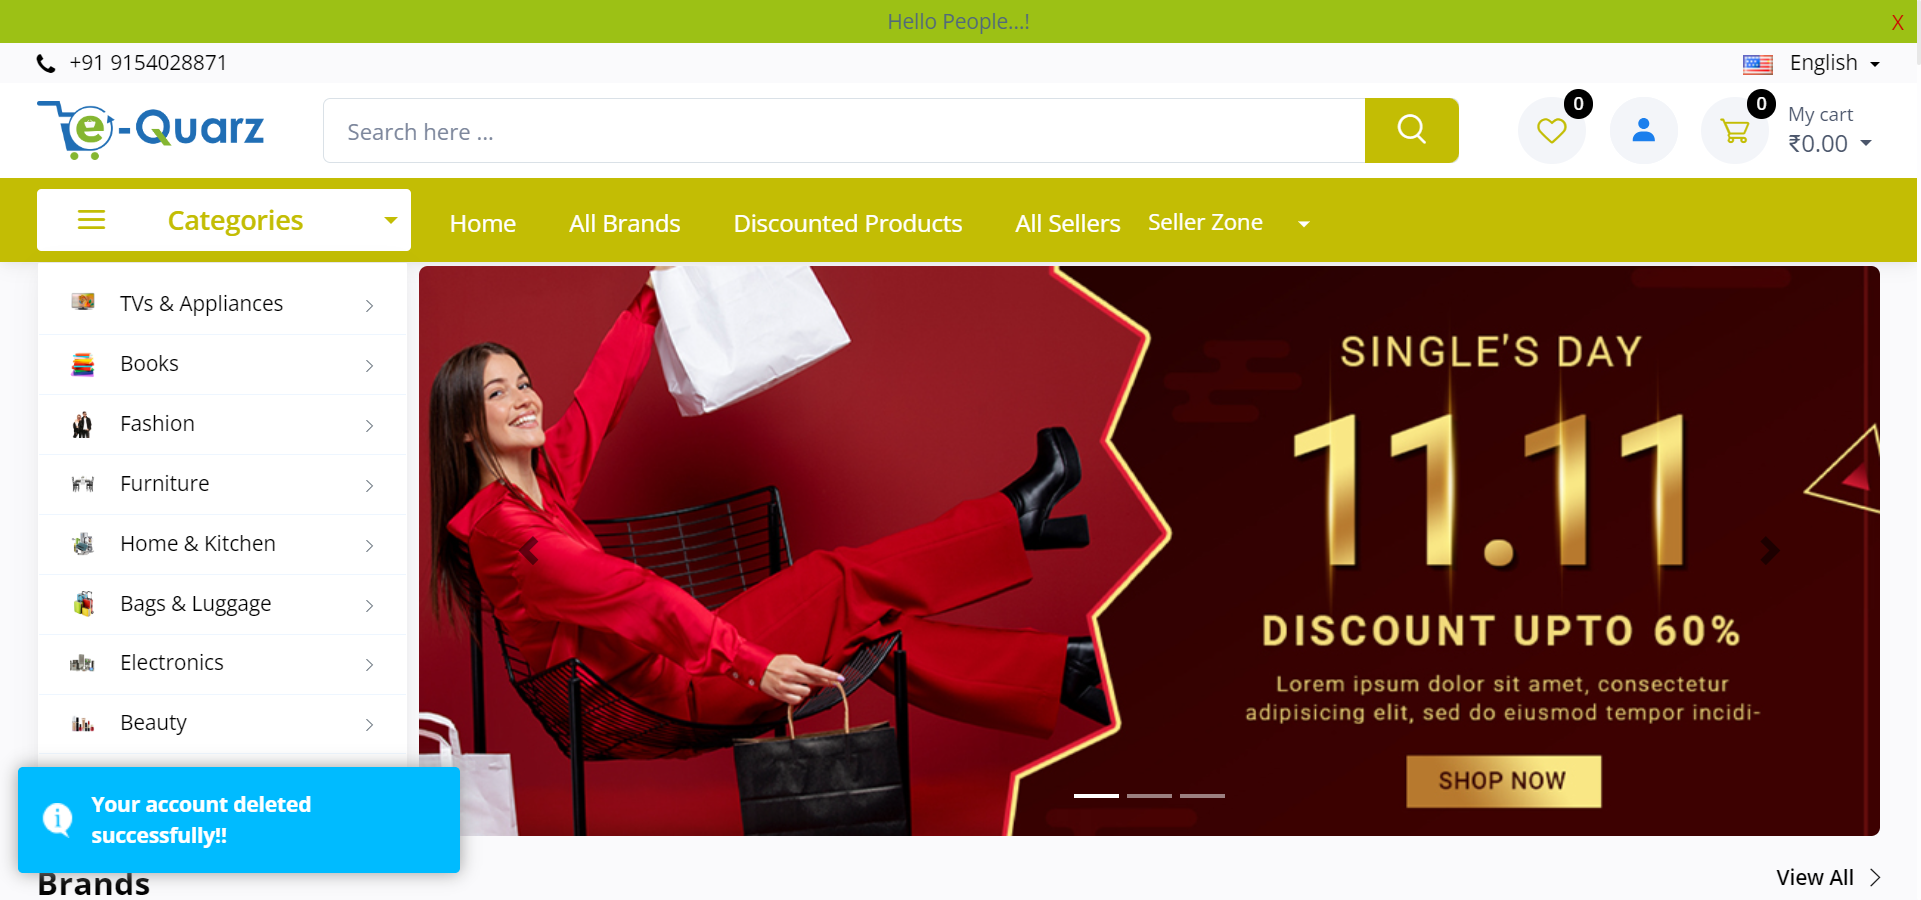 Hello People...!
X
+91 9154028871
English
e-Quarz
Search here ...
0
0
My cart
₹0.00
Categories
Home
All Brands
Discounted Products
All Sellers
Seller Zone
TVs & Appliances
Books
Fashion
Furniture
Home & Kitchen
Bags & Luggage
Electronics
Beauty
SINGLE'S DAY
11.11
DISCOUNT UPTO 60%
Lorem ipsum dolor sit amet, consectetur
adipisicing elit, sed do eiusmod tempor incidi-
SHOP NOW
Your account deleted
successfully!!
Brands
View All